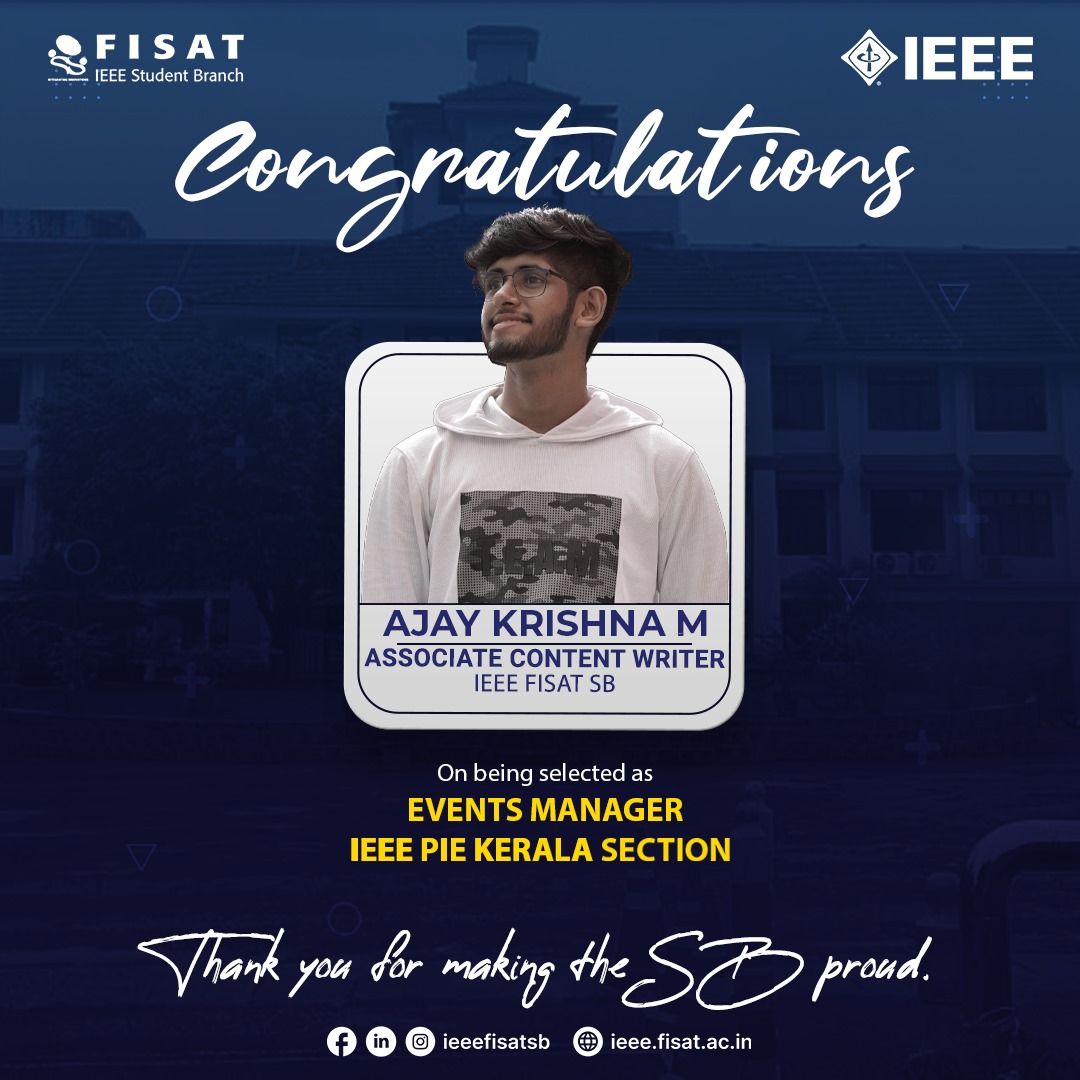 FISAT
IEEE Student Branch
IEEE
Congratulations
TEAM
AJAY KRISHNA M
ASSOCIATE CONTENT WRITER
IEEE FISAT SB
On being selected as
EVENTS MANAGER
IEEE PIE KERALA SECTION
Thank you for making the SB proud.
ieeefisatsb ieee.fisat.ac.in